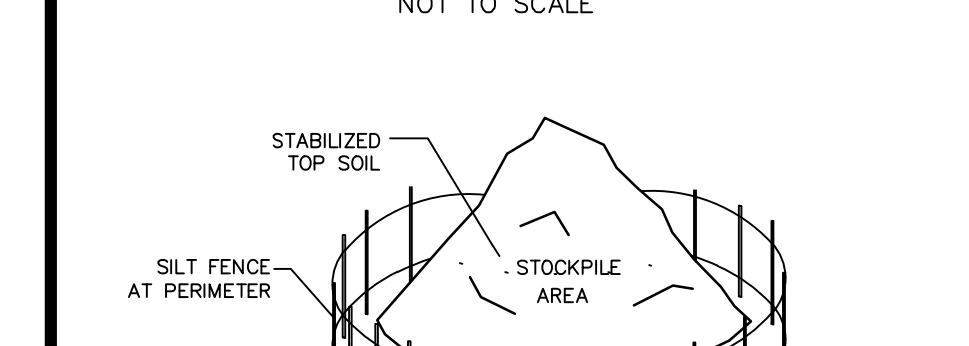 NOT TO SCALE
STABILIZED
TOP SOIL
SILT FENCE
AT PERIMETER
STOCKPILE
AREA